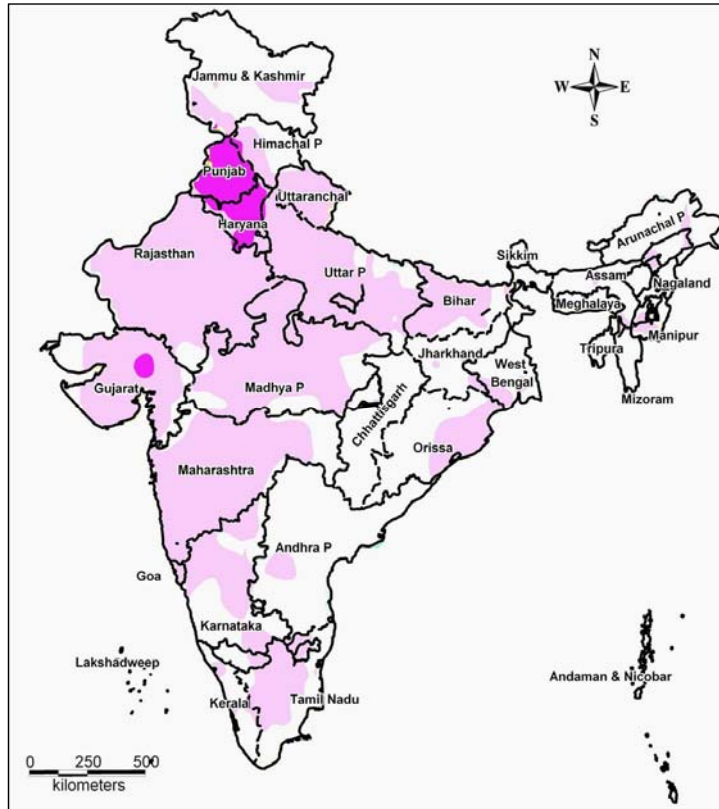 N
W E
S
Jammu & Kashmir
Himachal P
Punjab
Uttaranchal
Haryana
Arunachal P
Rajasthan
Sikkim
Uttar P
Assam
Nagaland
Bihar
Meghalaya
Manipur
Jharkhand
Tripura
West
Bengal
Gujarat
Madhya P
Mizoram
Chhattisgarh
Orissa
Maharashtra
Andhra P
Goa
Karnataka
Lakshadweep
Andaman & Nicobar
Kerala
Tamil Nadu
0 250 500
kilometers